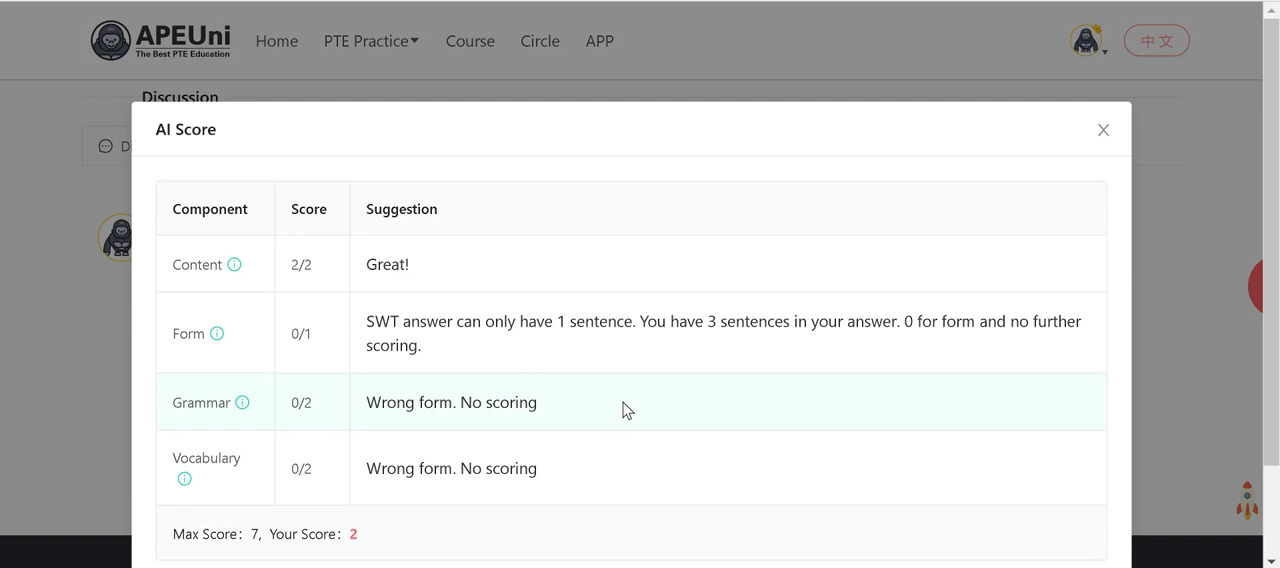 APEUni
The Best PTE Education
Home PTE Practice Course Circle APP
中文
Discussion
D
AI Score
Component Score Suggestion
Content 2/2 Great!
Form 0/1 SWT answer can only have 1 sentence. You have 3 sentences in your answer. 0 for form and no further
scoring.
Grammar 0/2 Wrong form. No scoring
Vocabulary 0/2 Wrong form. No scoring
Max Score: 7, Your Score: 2